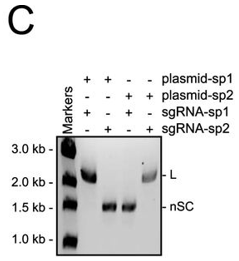 C
+ + - - plasmid-sp1
- - + + plasmid-sp2
+ - + - sgRNA-sp1
- + - + sgRNA-sp2
Markers
3.0 kb -
2.0 kb - - L
1.5 kb - - nSC
1.0 kb -